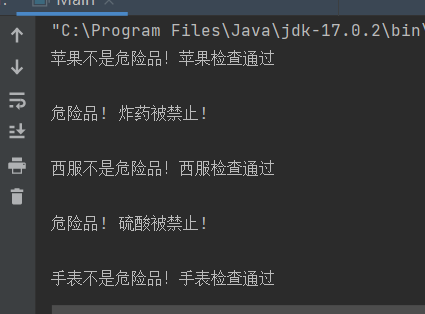 Main
"C:\Program Files\Java\jdk-17.0.2\bin\
苹果不是危险品！苹果检查通过
危险品！炸药被禁止！
西服不是危险品！西服检查通过
危险品！硫酸被禁止！
手表不是危险品！手表检查通过